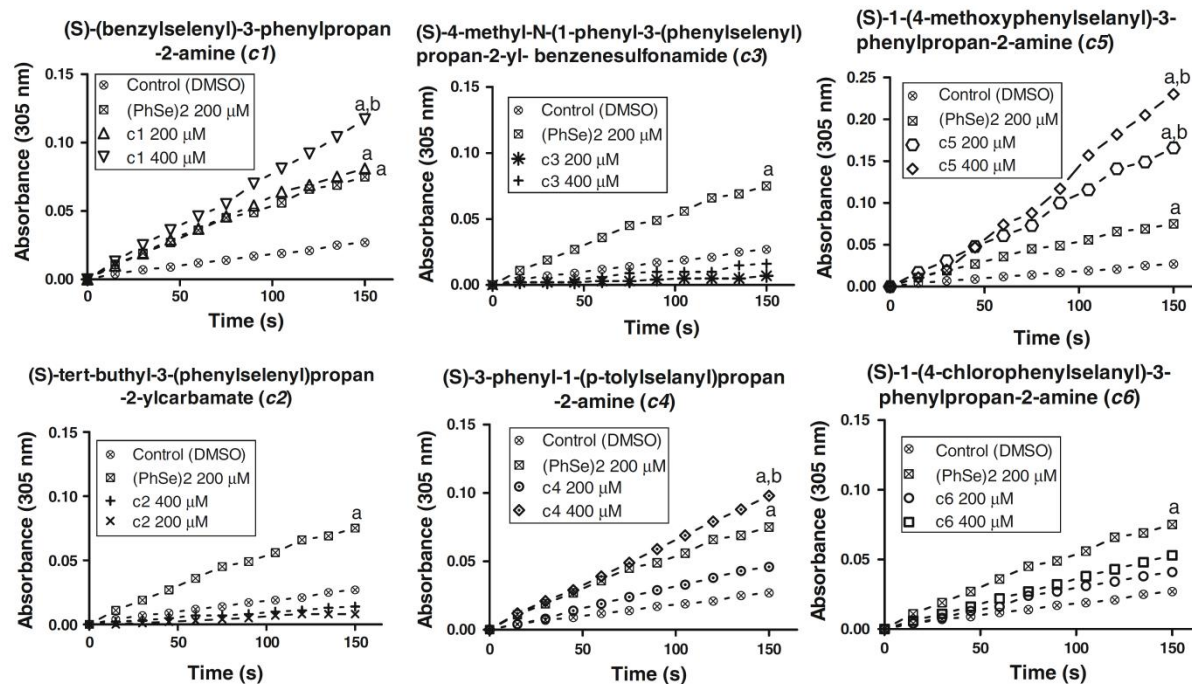 (S)-(benzylselenyl)-3-phenylpropan
-2-amine (c1)
0.15
0.10
0.05
0.00
Absorbance (305 nm)
Control (DMSO)
(PhSe)2 200 μM
c1 200 μM
c1 400 μM
a,b
a
a
0
50
100
150
Time (s)
(S)-4-methyl-N-(1-phenyl-3-(phenylselenyl)
propan-2-yl- benzenesulfonamide (c3)
0.15
0.10
0.05
0.00
Absorbance (305 nm)
Control (DMSO)
(PhSe)2 200 μM
c3 200 μM
c3 400 μM
a
0
50
100
150
Time (s)
(S)-1-(4-methoxyphenylselanyl)-3-
phenylpropan-2-amine (c5)
0.25
0.20
0.15
0.10
0.05
0.00
Absorbance (305 nm)
Control (DMSO)
(PhSe)2 200 μM
c5 200 μM
c5 400 μM
a,b
a,b
a
0
50
100
150
Time (s)
(S)-tert-buthyl-3-(phenylselenyl)propan
-2-ylcarbamate (c2)
0.15
0.10
0.05
0.00
Absorbance (305 nm)
Control (DMSO)
(PhSe)2 200 μM
c2 400 μM
c2 200 μM
a
0
50
100
150
Time (s)
(S)-3-phenyl-1-(p-tolylselanyl)propan
-2-amine (c4)
0.15
0.10
0.05
0.00
Absorbance (305 nm)
Control (DMSO)
(PhSe)2 200 μM
c4 200 μM
c4 400 μM
a,b
a
0
50
100
150
Time (s)
(S)-1-(4-chlorophenylselanyl)-3-
phenylpropan-2-amine (c6)
0.15
0.10
0.05
0.00
Absorbance (305 nm)
Control (DMSO)
(PhSe)2 200 μM
c6 200 μM
c6 400 μM
a
0
50
100
150
Time (s)